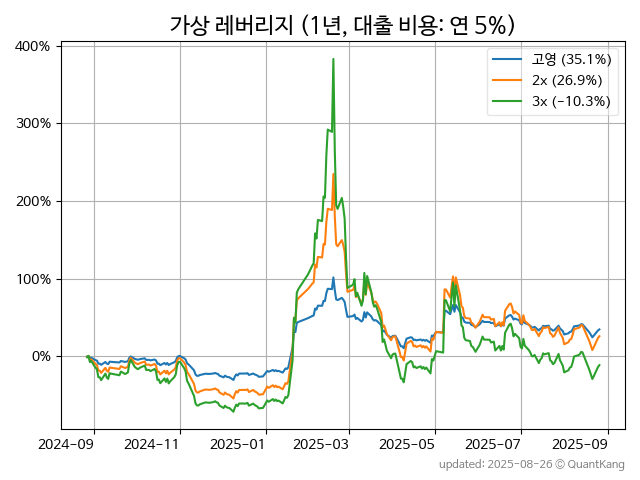 가상 레버리지 (1년, 대출 비용: 연 5%)
400%
300%
200%
100%
0%
고영 (35.1%)
2x (26.9%)
3x (−10.3%)
2024-09 2024-11 2025-01 2025-03 2025-05 2025-07 2025-09
updated: 2025-08-26 © QuantKang